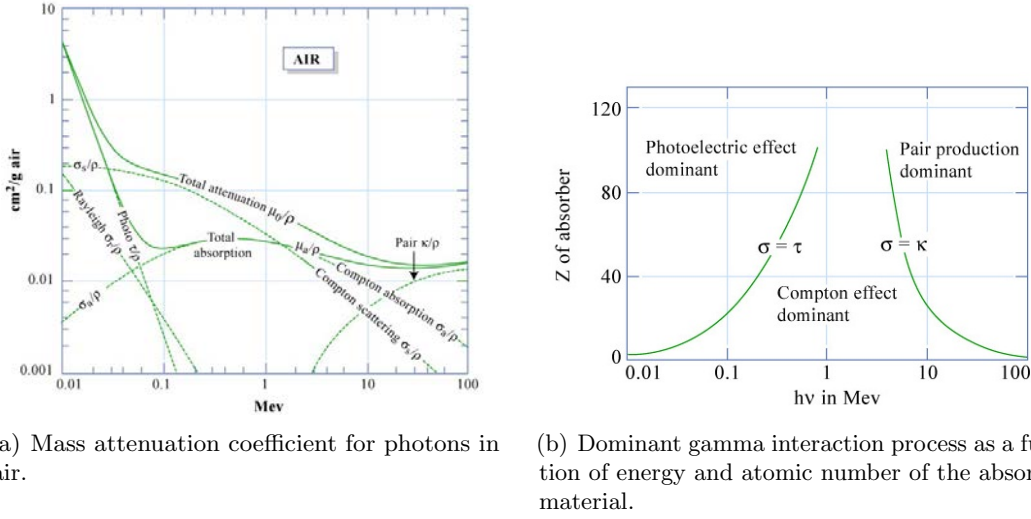 10
1
0.1
0.01
0.001
cm²/g air
AIR
σₛ/ρ
Rayleigh σᵣ/ρ
Photo τ/ρ
Total attenuation μ₀/ρ
Total
absorption
μₐ/ρ
Pair κ/ρ
Compton absorption σₐ/ρ
Compton scattering σₛ/ρ
σₐ/ρ
0.01 0.1 1 10 100
Mev
a) Mass attenuation coefficient for photons in
air.
120
80
40
0
Z of absorber
Photoelectric effect
dominant
Pair production
dominant
σ = τ
σ = κ
Compton effect
dominant
0.01 0.1 1 10 100
hν in Mev
(b) Dominant gamma interaction process as a fu
tion of energy and atomic number of the absor
material.